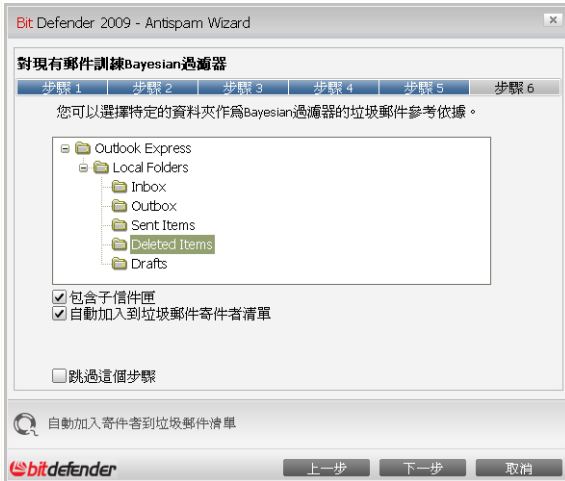 Bit Defender 2009 - Antispam Wizard
對現有郵件訓練Bayesian過濾器
步驟 1 步驟 2 步驟 3 步驟 4 步驟 5 步驟 6
您可以選擇特定的資料夾作為Bayesian過濾器的垃圾郵件參考依據。
Outlook Express
Local Folders
Inbox
Outbox
Sent Items
Deleted Items
Drafts
包含子信件匣
自動加入到垃圾郵件寄件者清單
跳過這個步驟
自動加入寄件者到垃圾郵件清單
bitdefender 上一步 下一步 取消